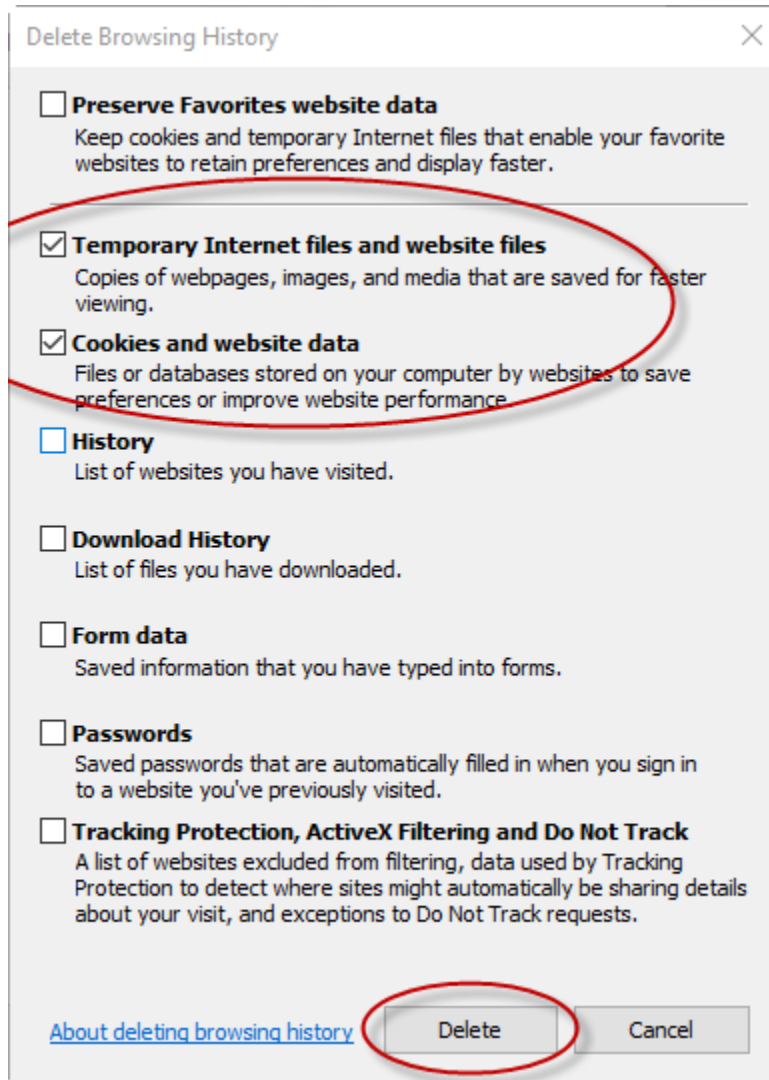 Delete Browsing History
Preserve Favorites website data
Keep cookies and temporary Internet files that enable your favorite
websites to retain preferences and display faster.
Temporary Internet files and website files
Copies of webpages, images, and media that are saved for faster
viewing.
Cookies and website data
Files or databases stored on your computer by websites to save
preferences or improve website performance.
History
List of websites you have visited.
Download History
List of files you have downloaded.
Form data
Saved information that you have typed into forms.
Passwords
Saved passwords that are automatically filled in when you sign in
to a website you've previously visited.
Tracking Protection, ActiveX Filtering and Do Not Track
A list of websites excluded from filtering, data used by Tracking
Protection to detect where sites might automatically be sharing details
about your visit, and exceptions to Do Not Track requests.
About deleting browsing history Delete Cancel